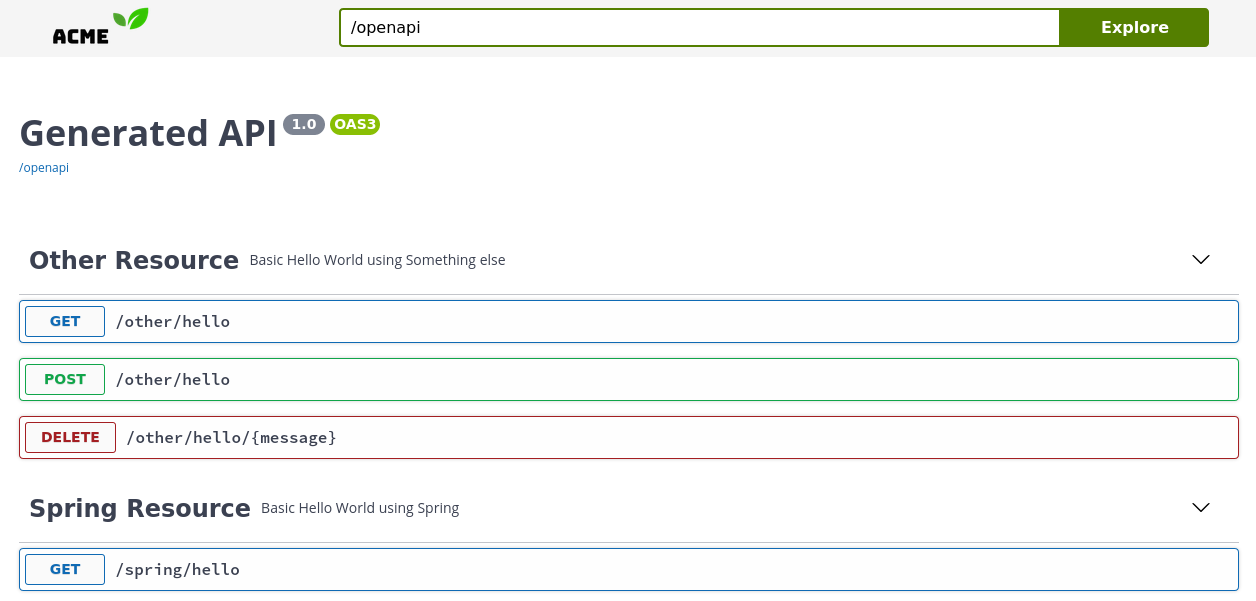 ACME
/openapi
Explore
Generated API 1.0 OAS3
/openapi
Other Resource Basic Hello World using Something else
GET /other/hello
POST /other/hello
DELETE /other/hello/{message}
Spring Resource Basic Hello World using Spring
GET /spring/hello